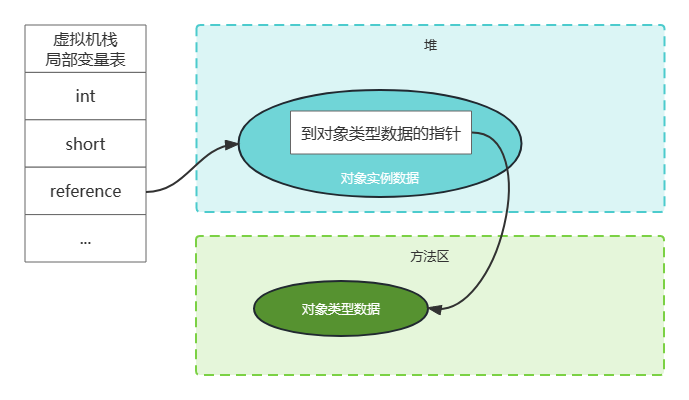 虚拟机栈
局部变量表
int
short
reference
...
堆
到对象类型数据的指针
对象实例数据
方法区
对象类型数据